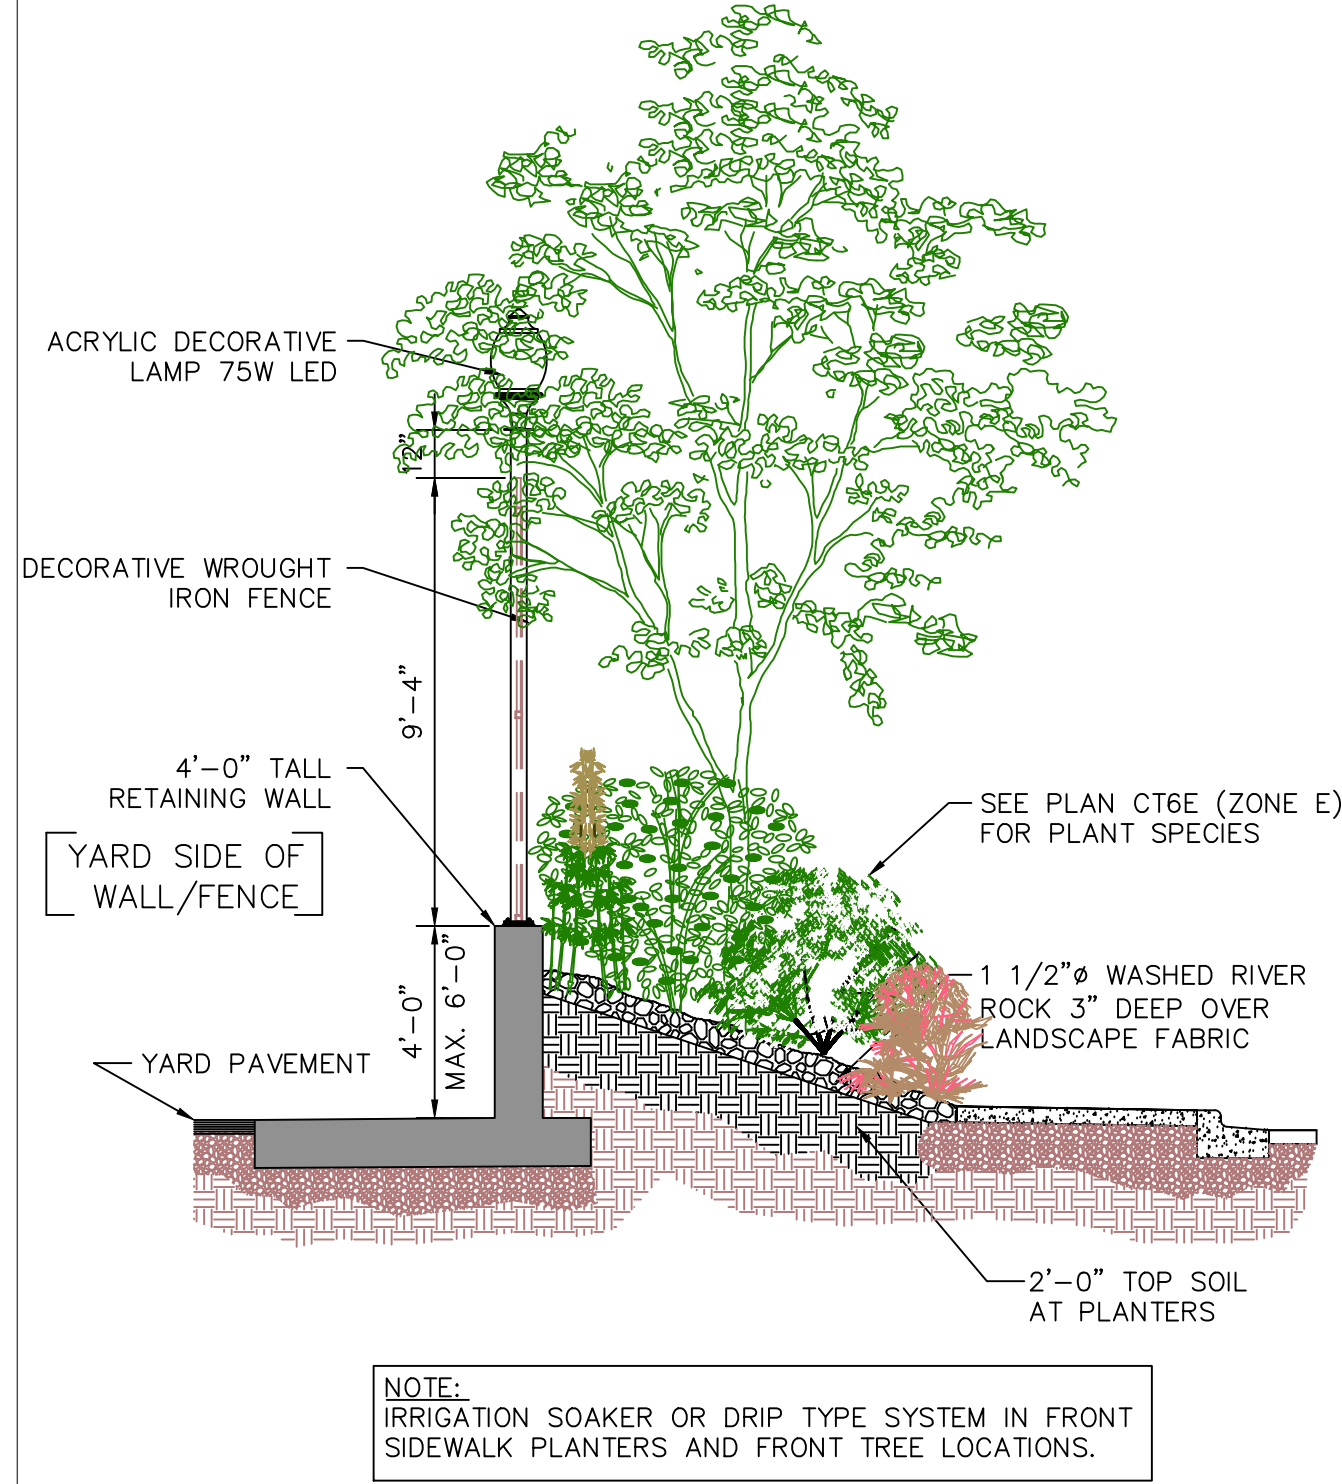 ACRYLIC DECORATIVE
LAMP 75W LED
12"
DECORATIVE WROUGHT
IRON FENCE
9'-4"
4'-0" TALL
RETAINING WALL
YARD SIDE OF
WALL/FENCE
SEE PLAN CT6E (ZONE E)
FOR PLANT SPECIES
4'-0"
MAX. 6'-0"
1 1/2"ø WASHED RIVER
ROCK 3" DEEP OVER
LANDSCAPE FABRIC
YARD PAVEMENT
2'-0" TOP SOIL
AT PLANTERS
NOTE:
IRRIGATION SOAKER OR DRIP TYPE SYSTEM IN FRONT
SIDEWALK PLANTERS AND FRONT TREE LOCATIONS.